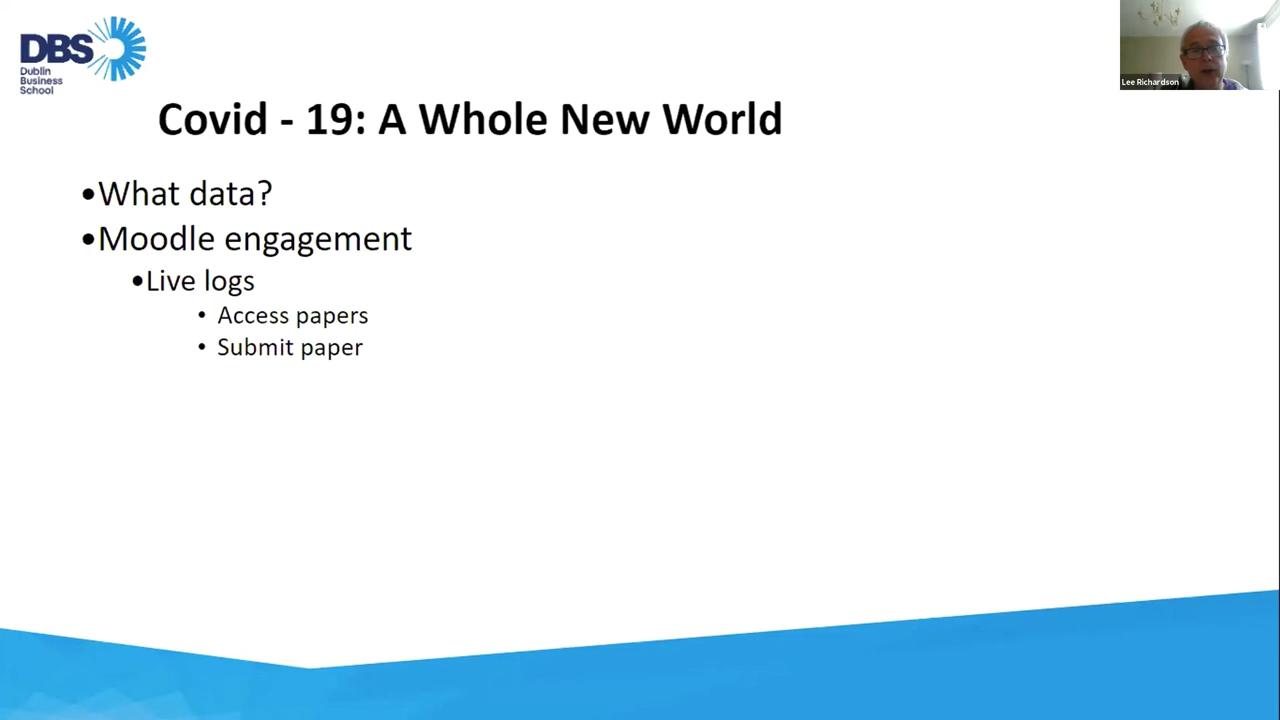 DBS
Dublin
Business
School
Lee Richardson
Covid - 19: A Whole New World
•What data?
•Moodle engagement
•Live logs
• Access papers
• Submit paper